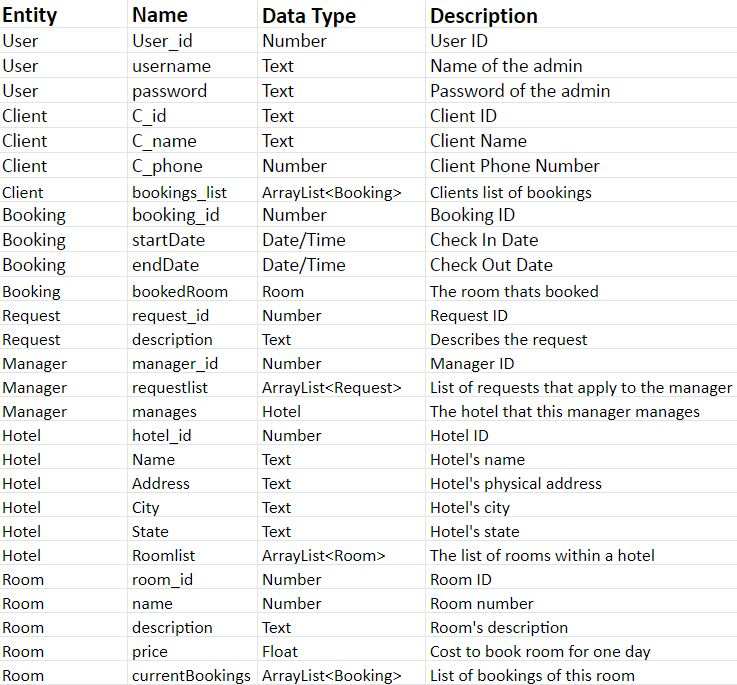 Entity Name Data Type Description
User User_id Number User ID
User username Text Name of the admin
User password Text Password of the admin
Client C_id Text Client ID
Client C_name Text Client Name
Client C_phone Number Client Phone Number
Client bookings_list ArrayList<Booking> Clients list of bookings
Booking booking_id Number Booking ID
Booking startDate Date/Time Check In Date
Booking endDate Date/Time Check Out Date
Booking bookedRoom Room The room thats booked
Request request_id Number Request ID
Request description Text Describes the request
Manager manager_id Number Manager ID
Manager requestlist ArrayList<Request> List of requests that apply to the manager
Manager manages Hotel The hotel that this manager manages
Hotel hotel_id Number Hotel ID
Hotel Name Text Hotel's name
Hotel Address Text Hotel's physical address
Hotel City Text Hotel's city
Hotel State Text Hotel's state
Hotel Roomlist ArrayList<Room> The list of rooms within a hotel
Room room_id Number Room ID
Room name Number Room number
Room description Text Room's description
Room price Float Cost to book room for one day
Room currentBookings ArrayList<Booking> List of bookings of this room